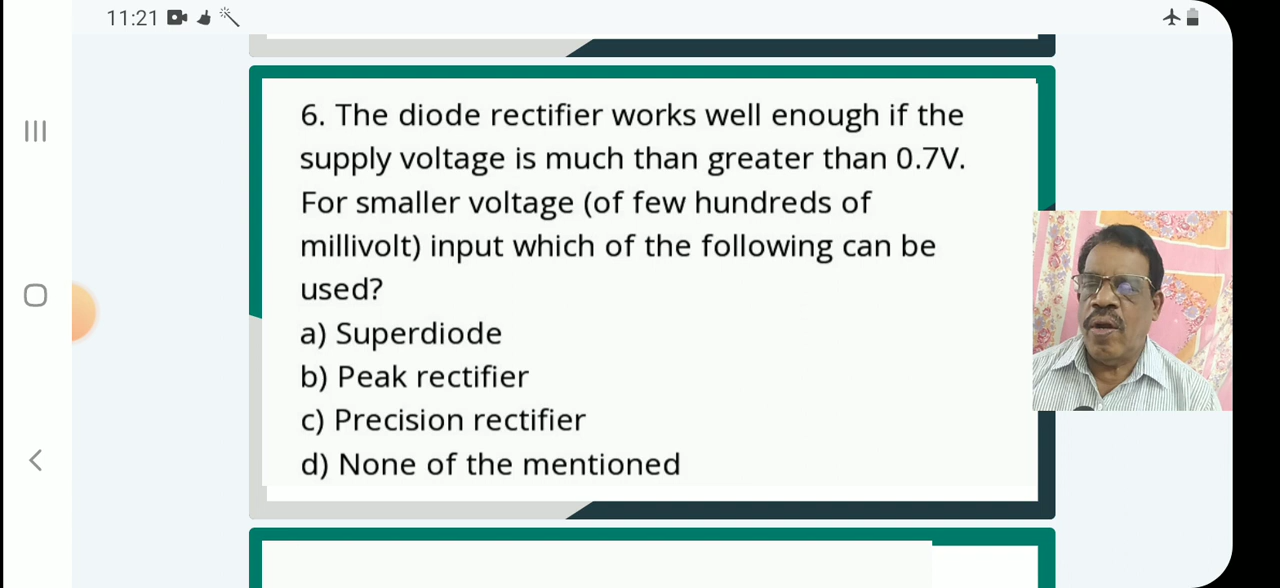 11:21
6. The diode rectifier works well enough if the
supply voltage is much than greater than 0.7V.
For smaller voltage (of few hundreds of
millivolt) input which of the following can be
used?
a) Superdiode
b) Peak rectifier
c) Precision rectifier
d) None of the mentioned